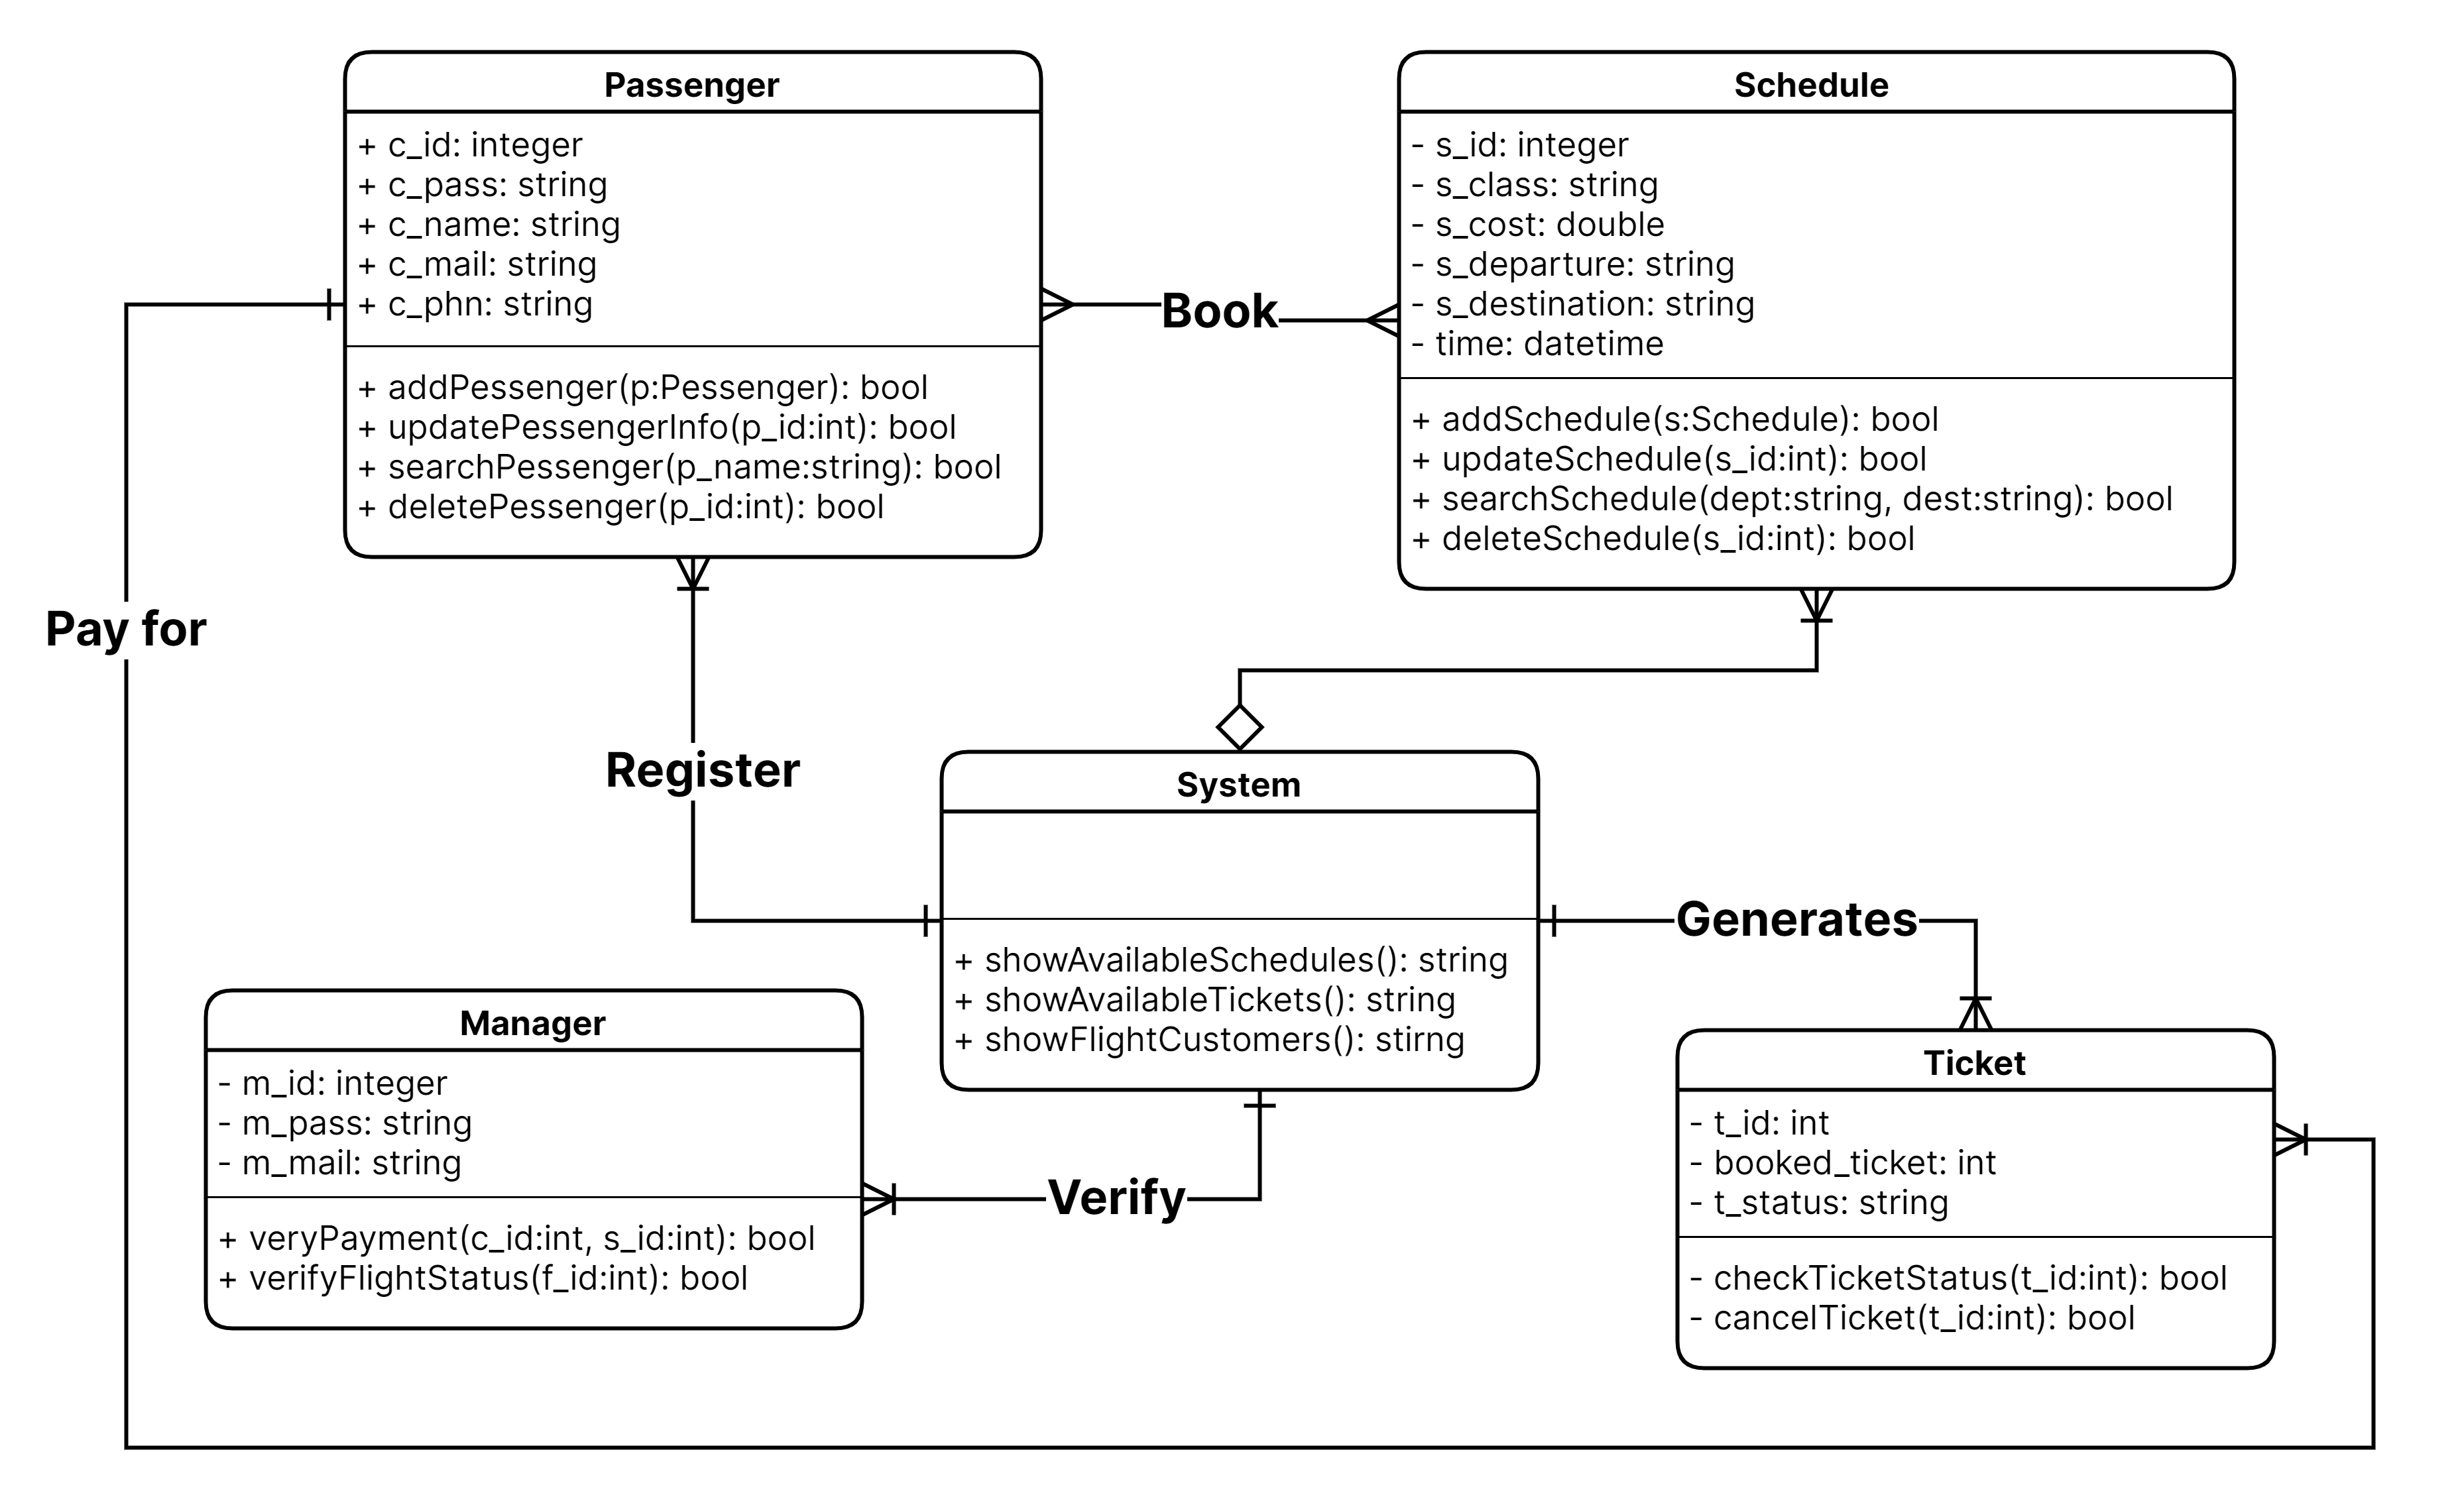 Passenger
+ c_id: integer
+ c_pass: string
+ c_name: string
+ c_mail: string
+ c_phn: string
+ addPessenger(p:Pessenger): bool
+ updatePessengerInfo(p_id:int): bool
+ searchPessenger(p_name:string): bool
+ deletePessenger(p_id:int): bool
Book
Schedule
- s_id: integer
- s_class: string
- s_cost: double
- s_departure: string
- s_destination: string
- time: datetime
+ addSchedule(s:Schedule): bool
+ updateSchedule(s_id:int): bool
+ searchSchedule(dept:string, dest:string): bool
+ deleteSchedule(s_id:int): bool
Pay for
Register
System
+ showAvailableSchedules(): string
+ showAvailableTickets(): string
+ showFlightCustomers(): stirng
Generates
Manager
- m_id: integer
- m_pass: string
- m_mail: string
+ veryPayment(c_id:int, s_id:int): bool
+ verifyFlightStatus(f_id:int): bool
Verify
Ticket
- t_id: int
- booked_ticket: int
- t_status: string
- checkTicketStatus(t_id:int): bool
- cancelTicket(t_id:int): bool